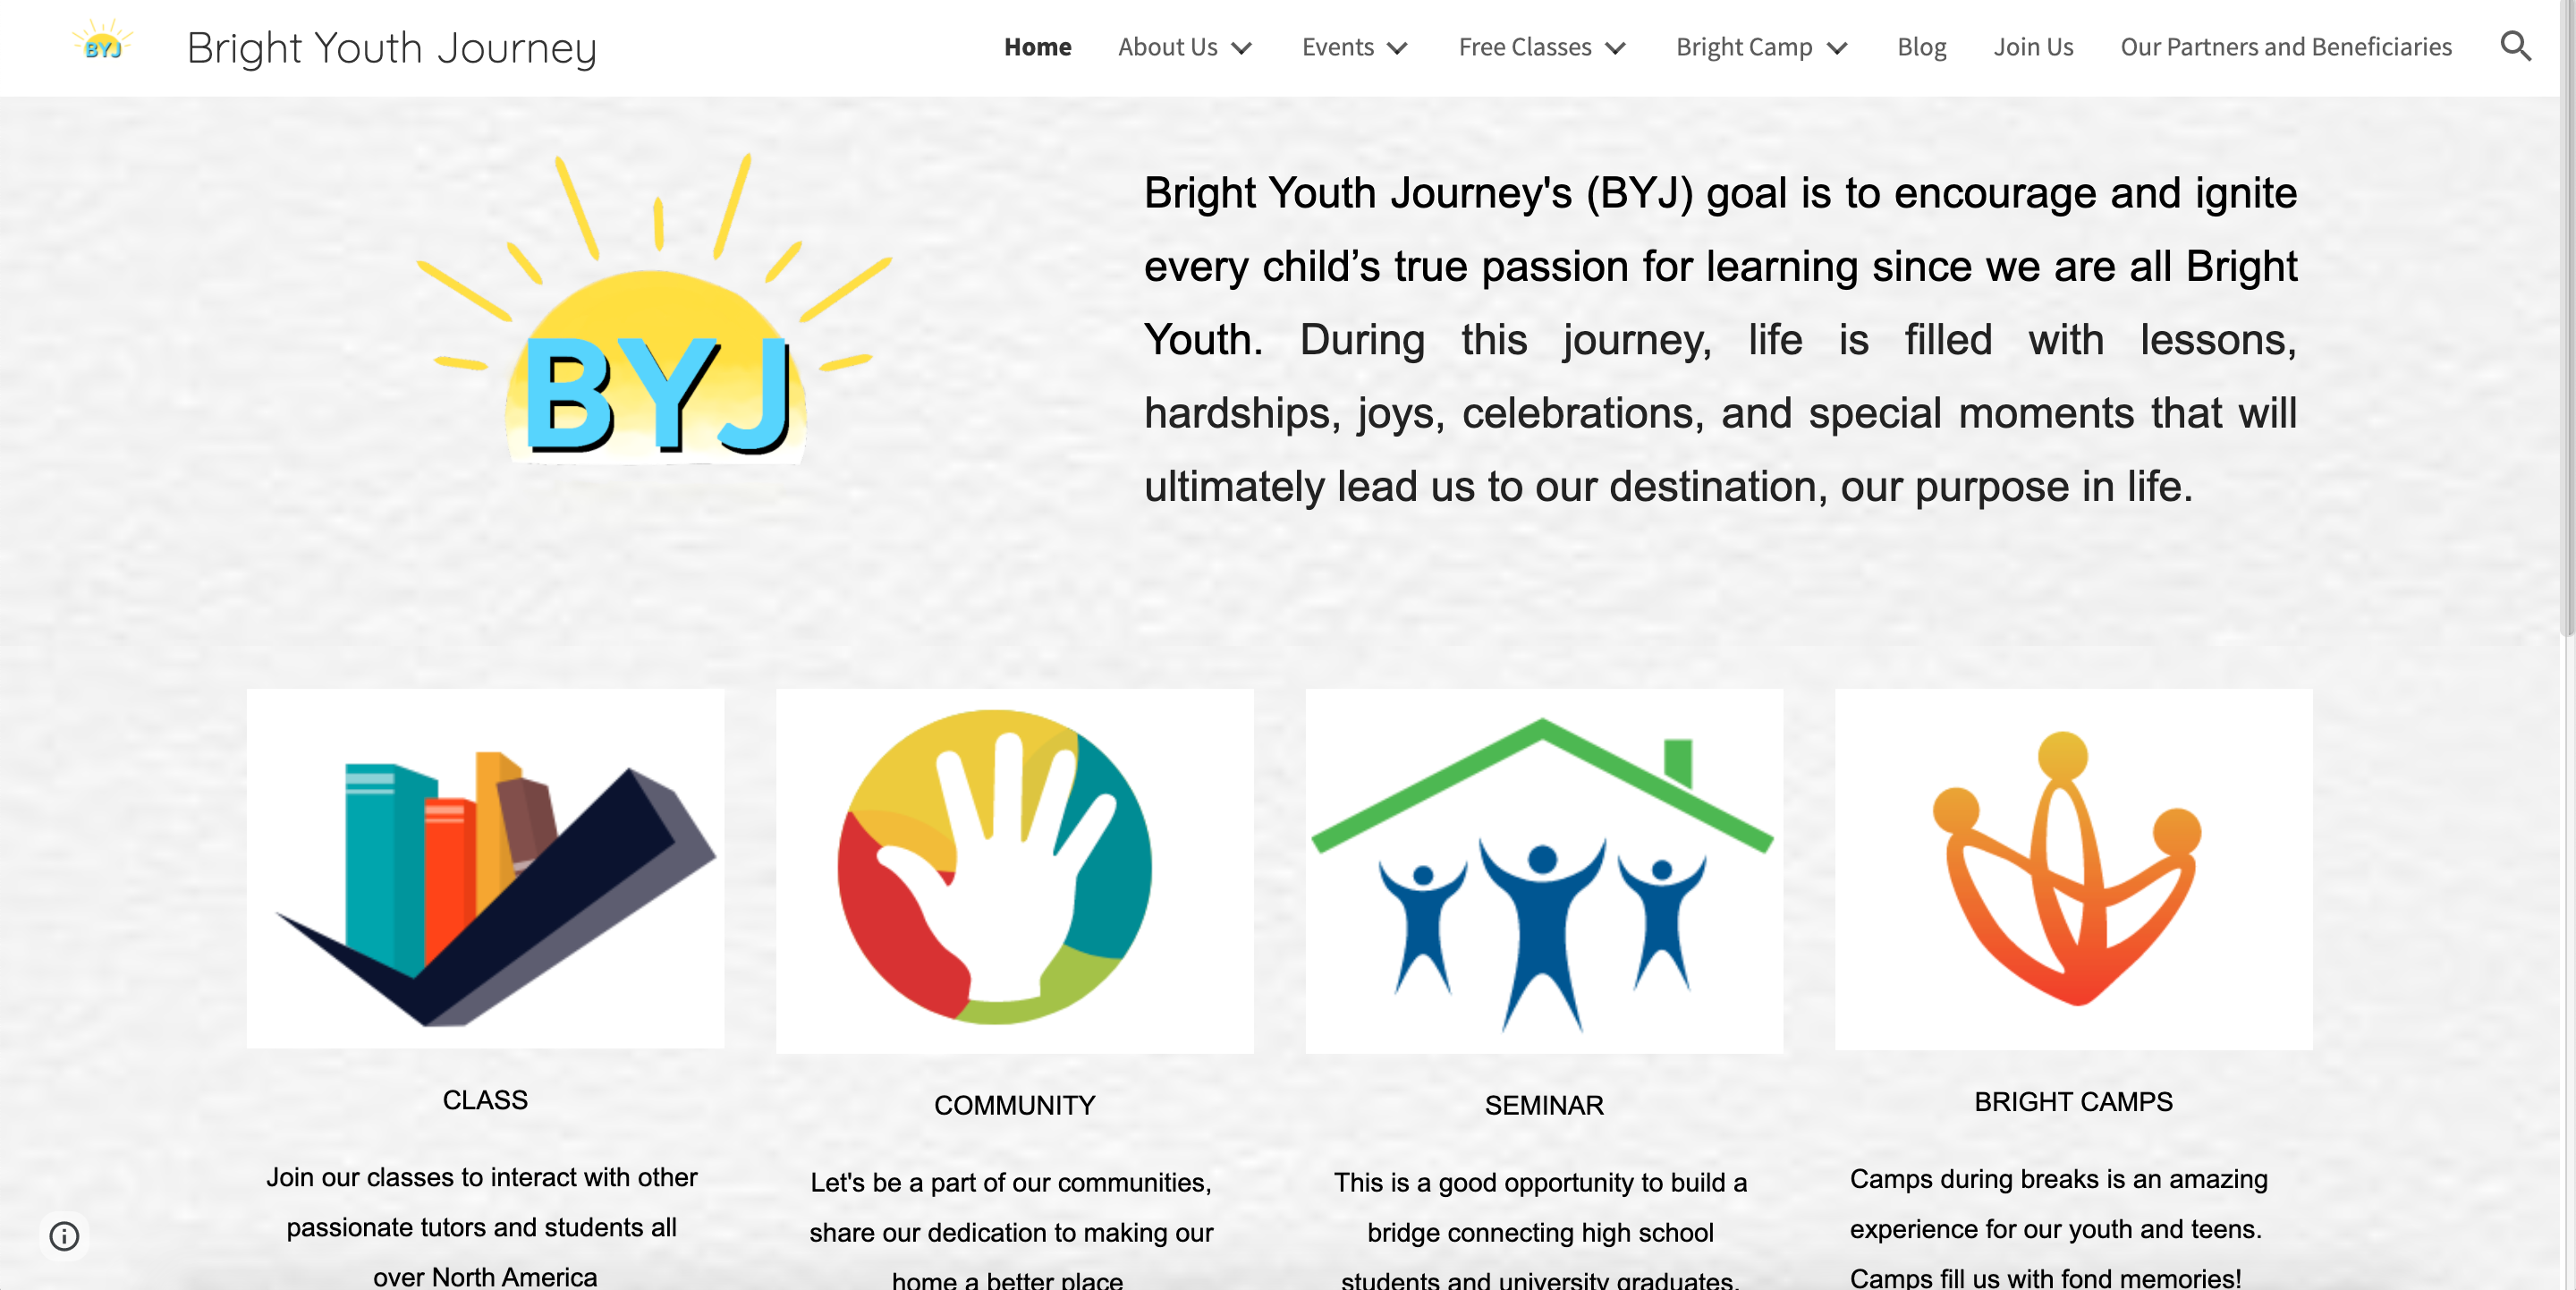 BYJ
Bright Youth Journey
Home About Us Events Free Classes Bright Camp Blog Join Us Our Partners and Beneficiaries
BYJ
Bright Youth Journey's (BYJ) goal is to encourage and ignite
every child’s true passion for learning since we are all Bright
Youth. During this journey, life is filled with lessons,
hardships, joys, celebrations, and special moments that will
ultimately lead us to our destination, our purpose in life.
CLASS
Join our classes to interact with other
passionate tutors and students all
over North America
COMMUNITY
Let's be a part of our communities,
share our dedication to making our
home a better place
SEMINAR
This is a good opportunity to build a
bridge connecting high school
students and university graduates.
BRIGHT CAMPS
Camps during breaks is an amazing
experience for our youth and teens.
Camps fill us with fond memories!